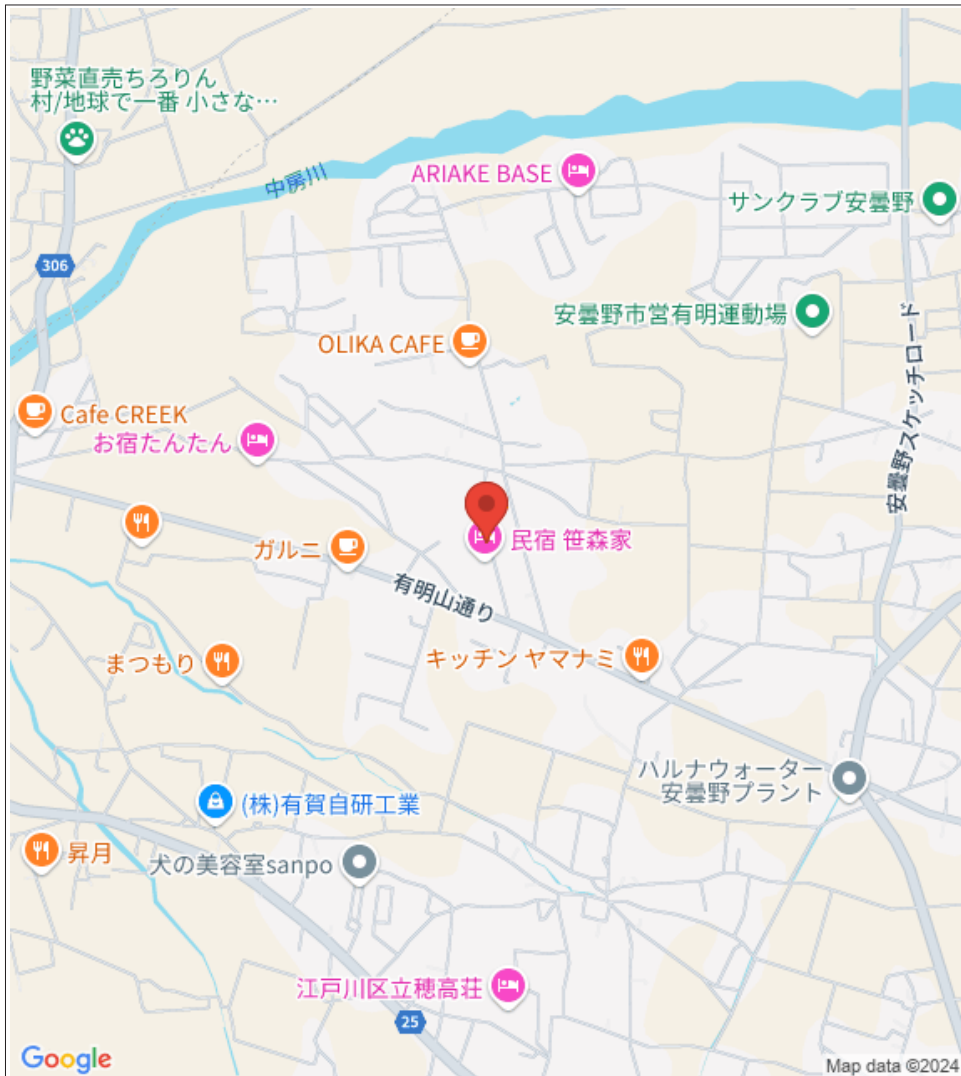 野菜直売ちろりん
村/地球で一番 小さな…
中房川
ARIAKE BASE
サンクラブ安曇野
306
安曇野市営有明運動場
OLIKA CAFE
安曇野スケッチロード
Cafe CREEK
お宿たんたん
民宿 笹森家
ガルニ
有明山通り
まつもり
キッチン ヤマナミ
ハルナウォーター
安曇野プラント
(株)有賀自研工業
昇月
犬の美容室sanpo
江戸川区立穂高荘
25
Google
Map data ©2024